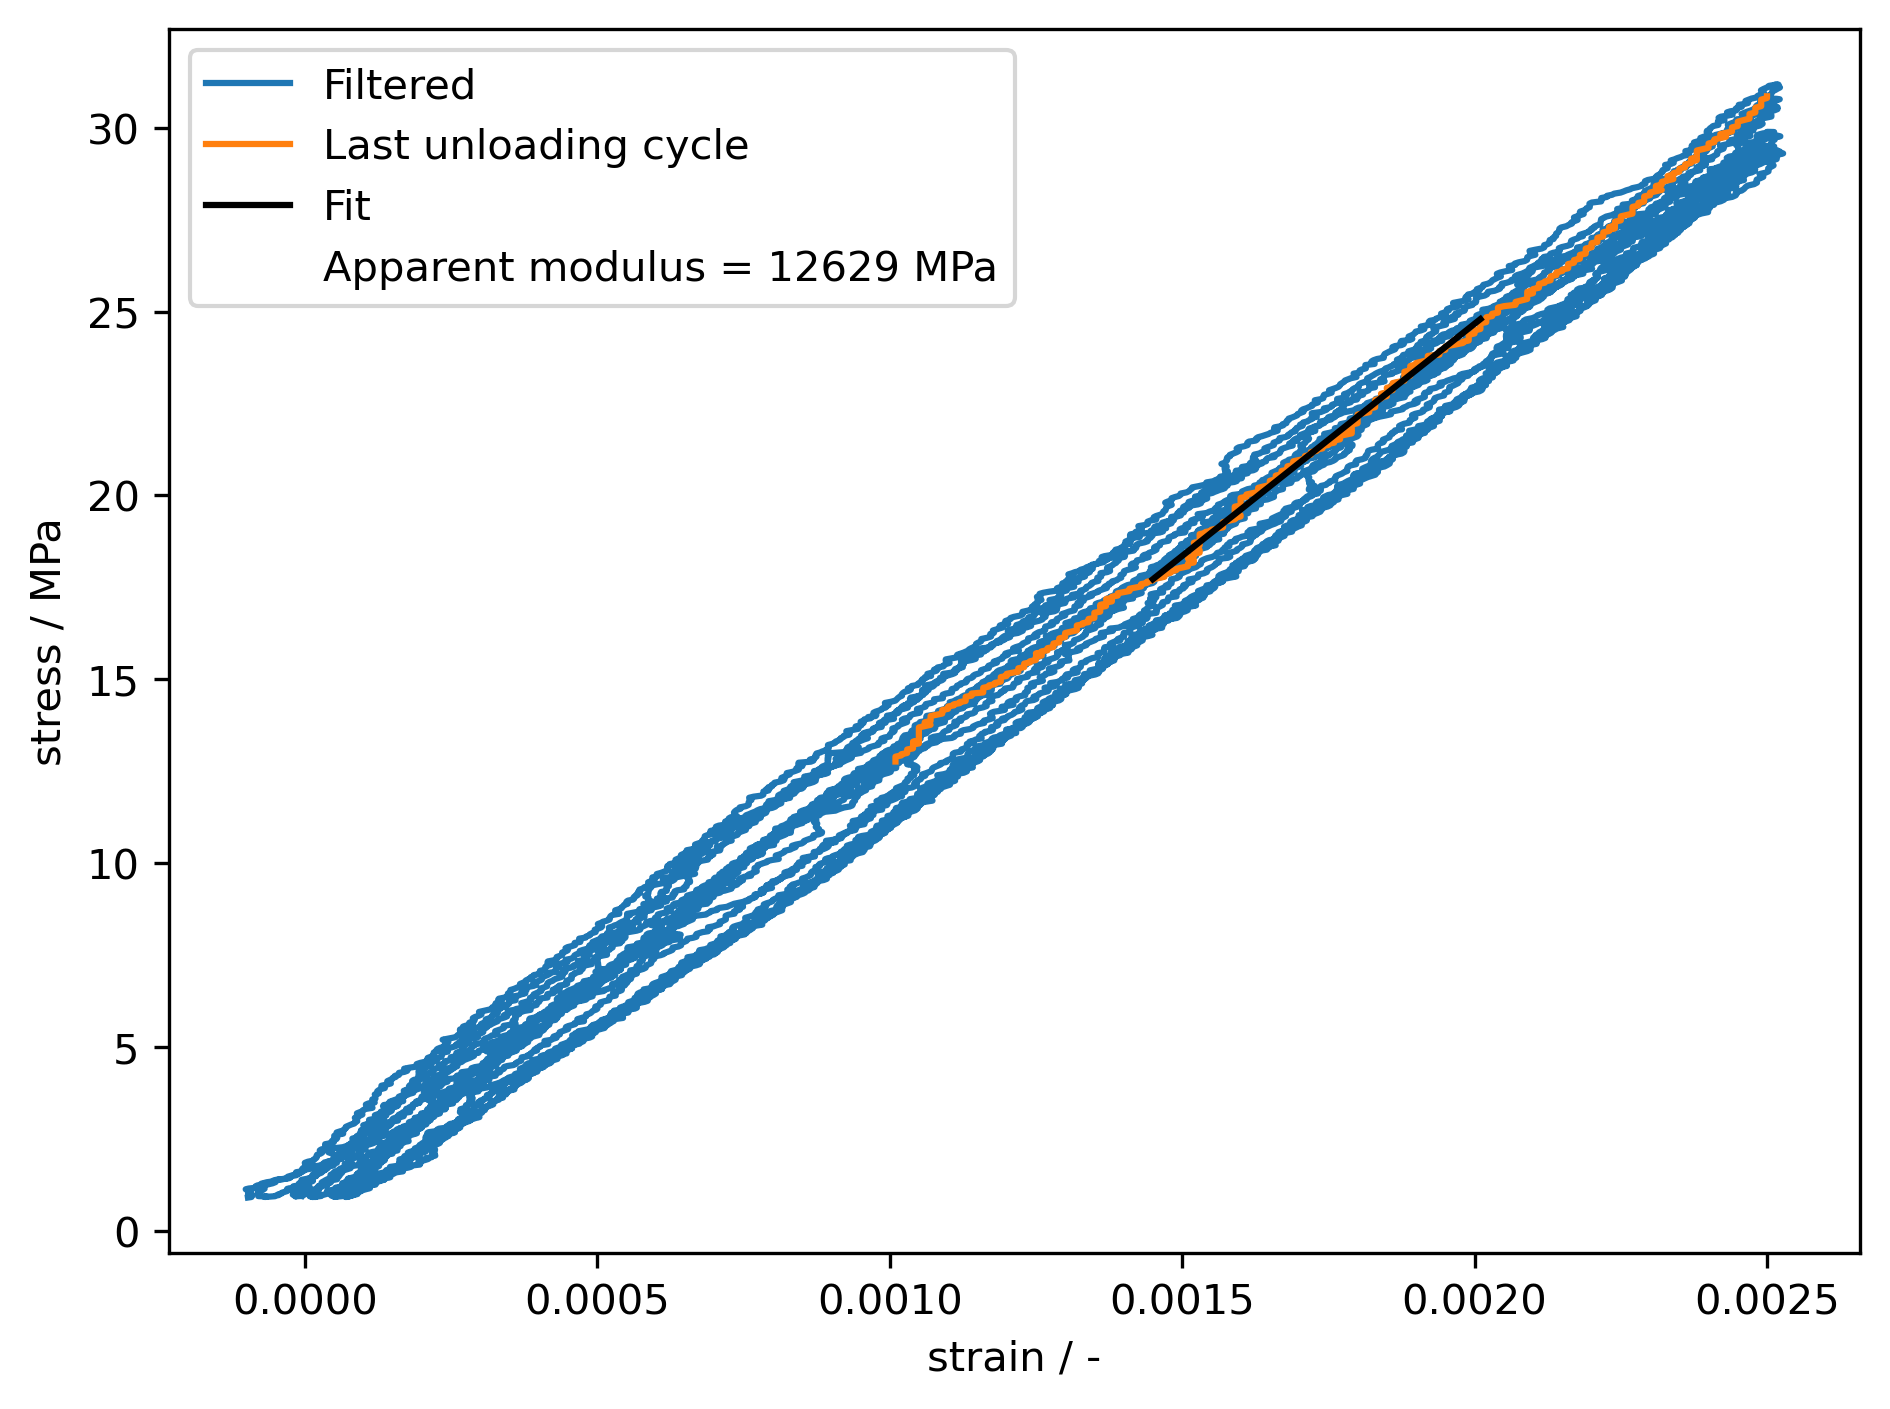 Filtered
Last unloading cycle
Fit
Apparent modulus = 12629 MPa
30
25
20
15
10
5
0
stress / MPa
0.0000 0.0005 0.0010 0.0015 0.0020 0.0025
strain / -